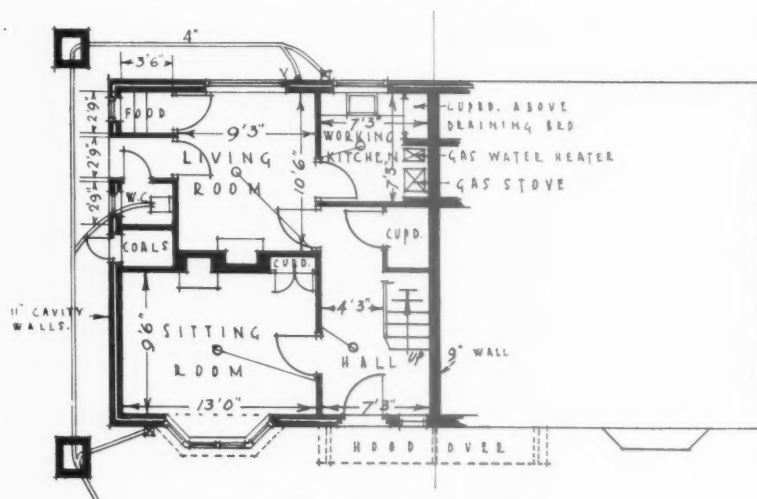 4"
3'6"
CUPBD. ABOVE
DRAINING BRD
FOOD
9'3"
7'3"
WORKING
KITCHEN
GAS WATER HEATER
GAS STOVE
LIVING
ROOM
10'6"
7'3"
2'9"
2'9"
2'9"
W.C.
COALS
CUPD.
CUPD.
4'3"
11" CAVITY
WALLS.
9'6"
SITTING
ROOM
HALL
UP
9" WALL
13'0"
7'3"
HOOD OVER